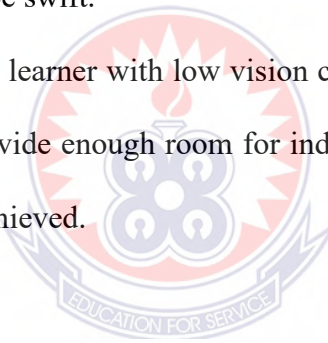 e swift.
learner with low vision c
vide enough room for ind
hieved.
EDUCATION FOR SERVICE